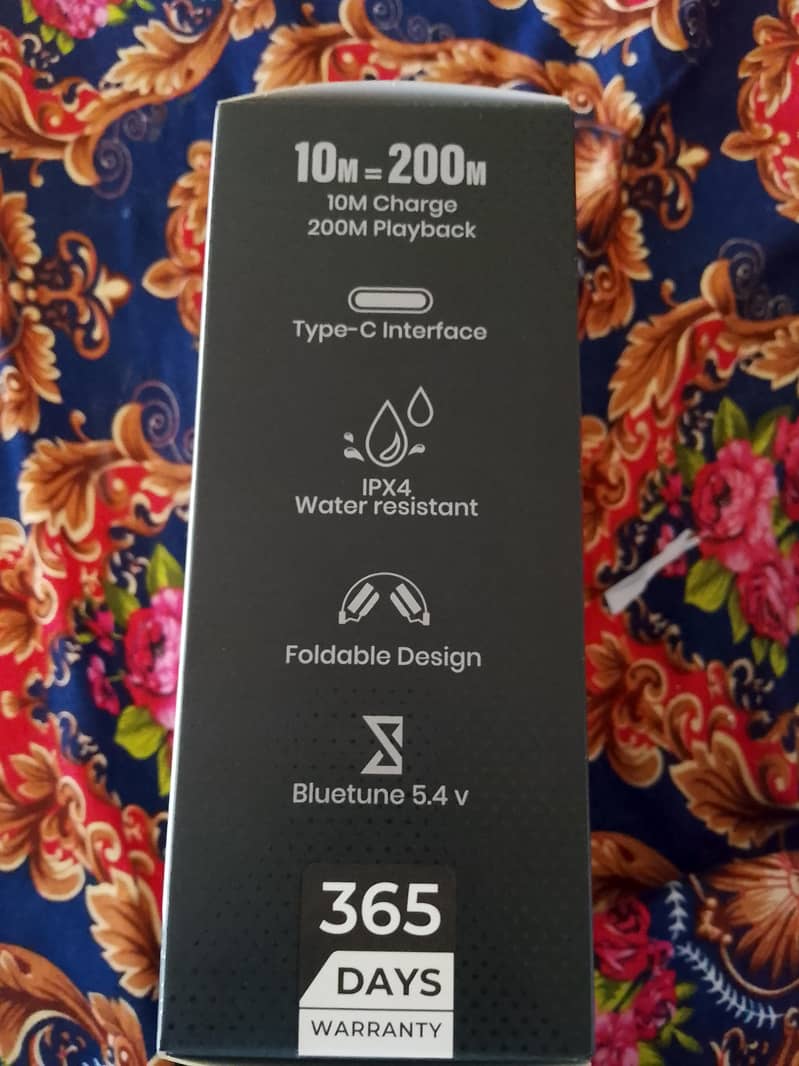 10M = 200M
10M Charge
200M Playback
Type-C Interface
IPX4
Water resistant
Foldable Design
Bluetune 5.4 v
365
DAYS
WARRANTY